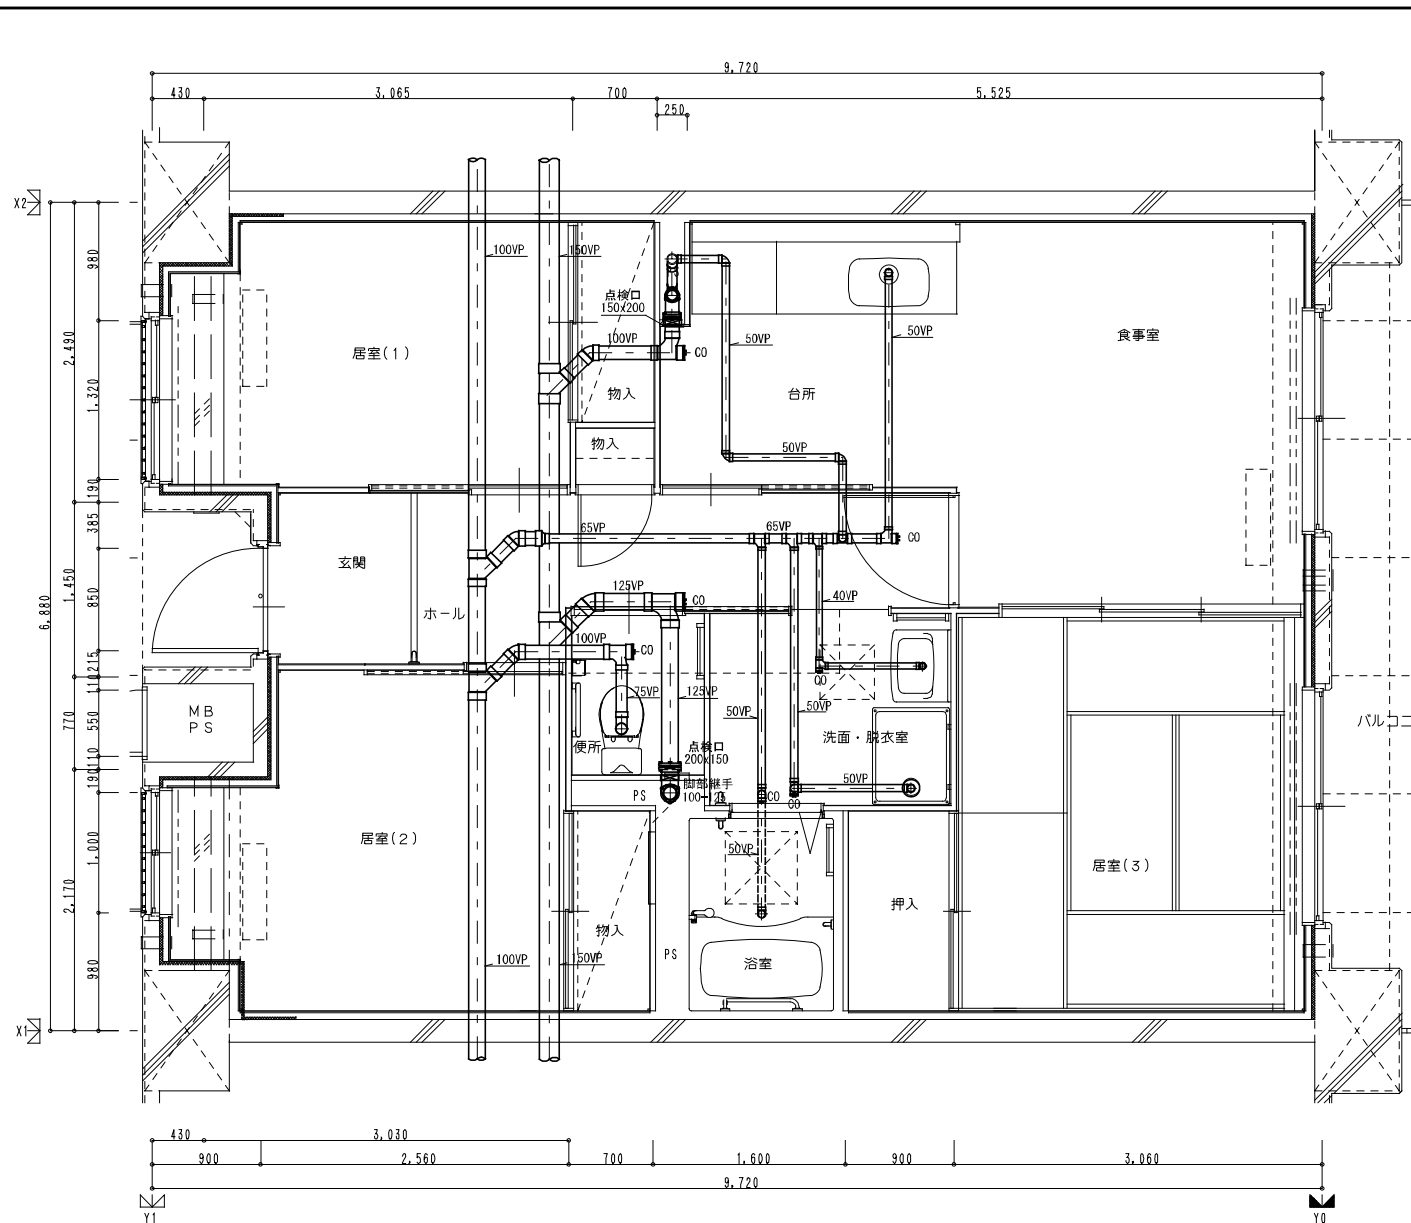 9,720
430
3,065
700
5,525
250
X2
980
2,490
1,320
190
385
1,450
850
6,880
215
110
550
770
110
190
1,000
2,170
980
X1
100VP
150VP
点検口
150x200
100VP
CO
50VP
50VP
食事室
居室(1)
物入
台所
物入
50VP
65VP
65VP
CO
玄関
ホール
125VP
CO
40VP
100VP
CO
CO
75VP
125VP
50VP
50VP
MB
PS
便所
点検口
200x150
洗面・脱衣室
バルコニ
脚部継手
100-125
50VP
PS
CO
CO
居室(2)
50VP
居室(3)
押入
物入
100VP
150VP
PS
浴室
430
3,030
900
2,560
700
1,600
900
3,060
9,720
Y1
Y0